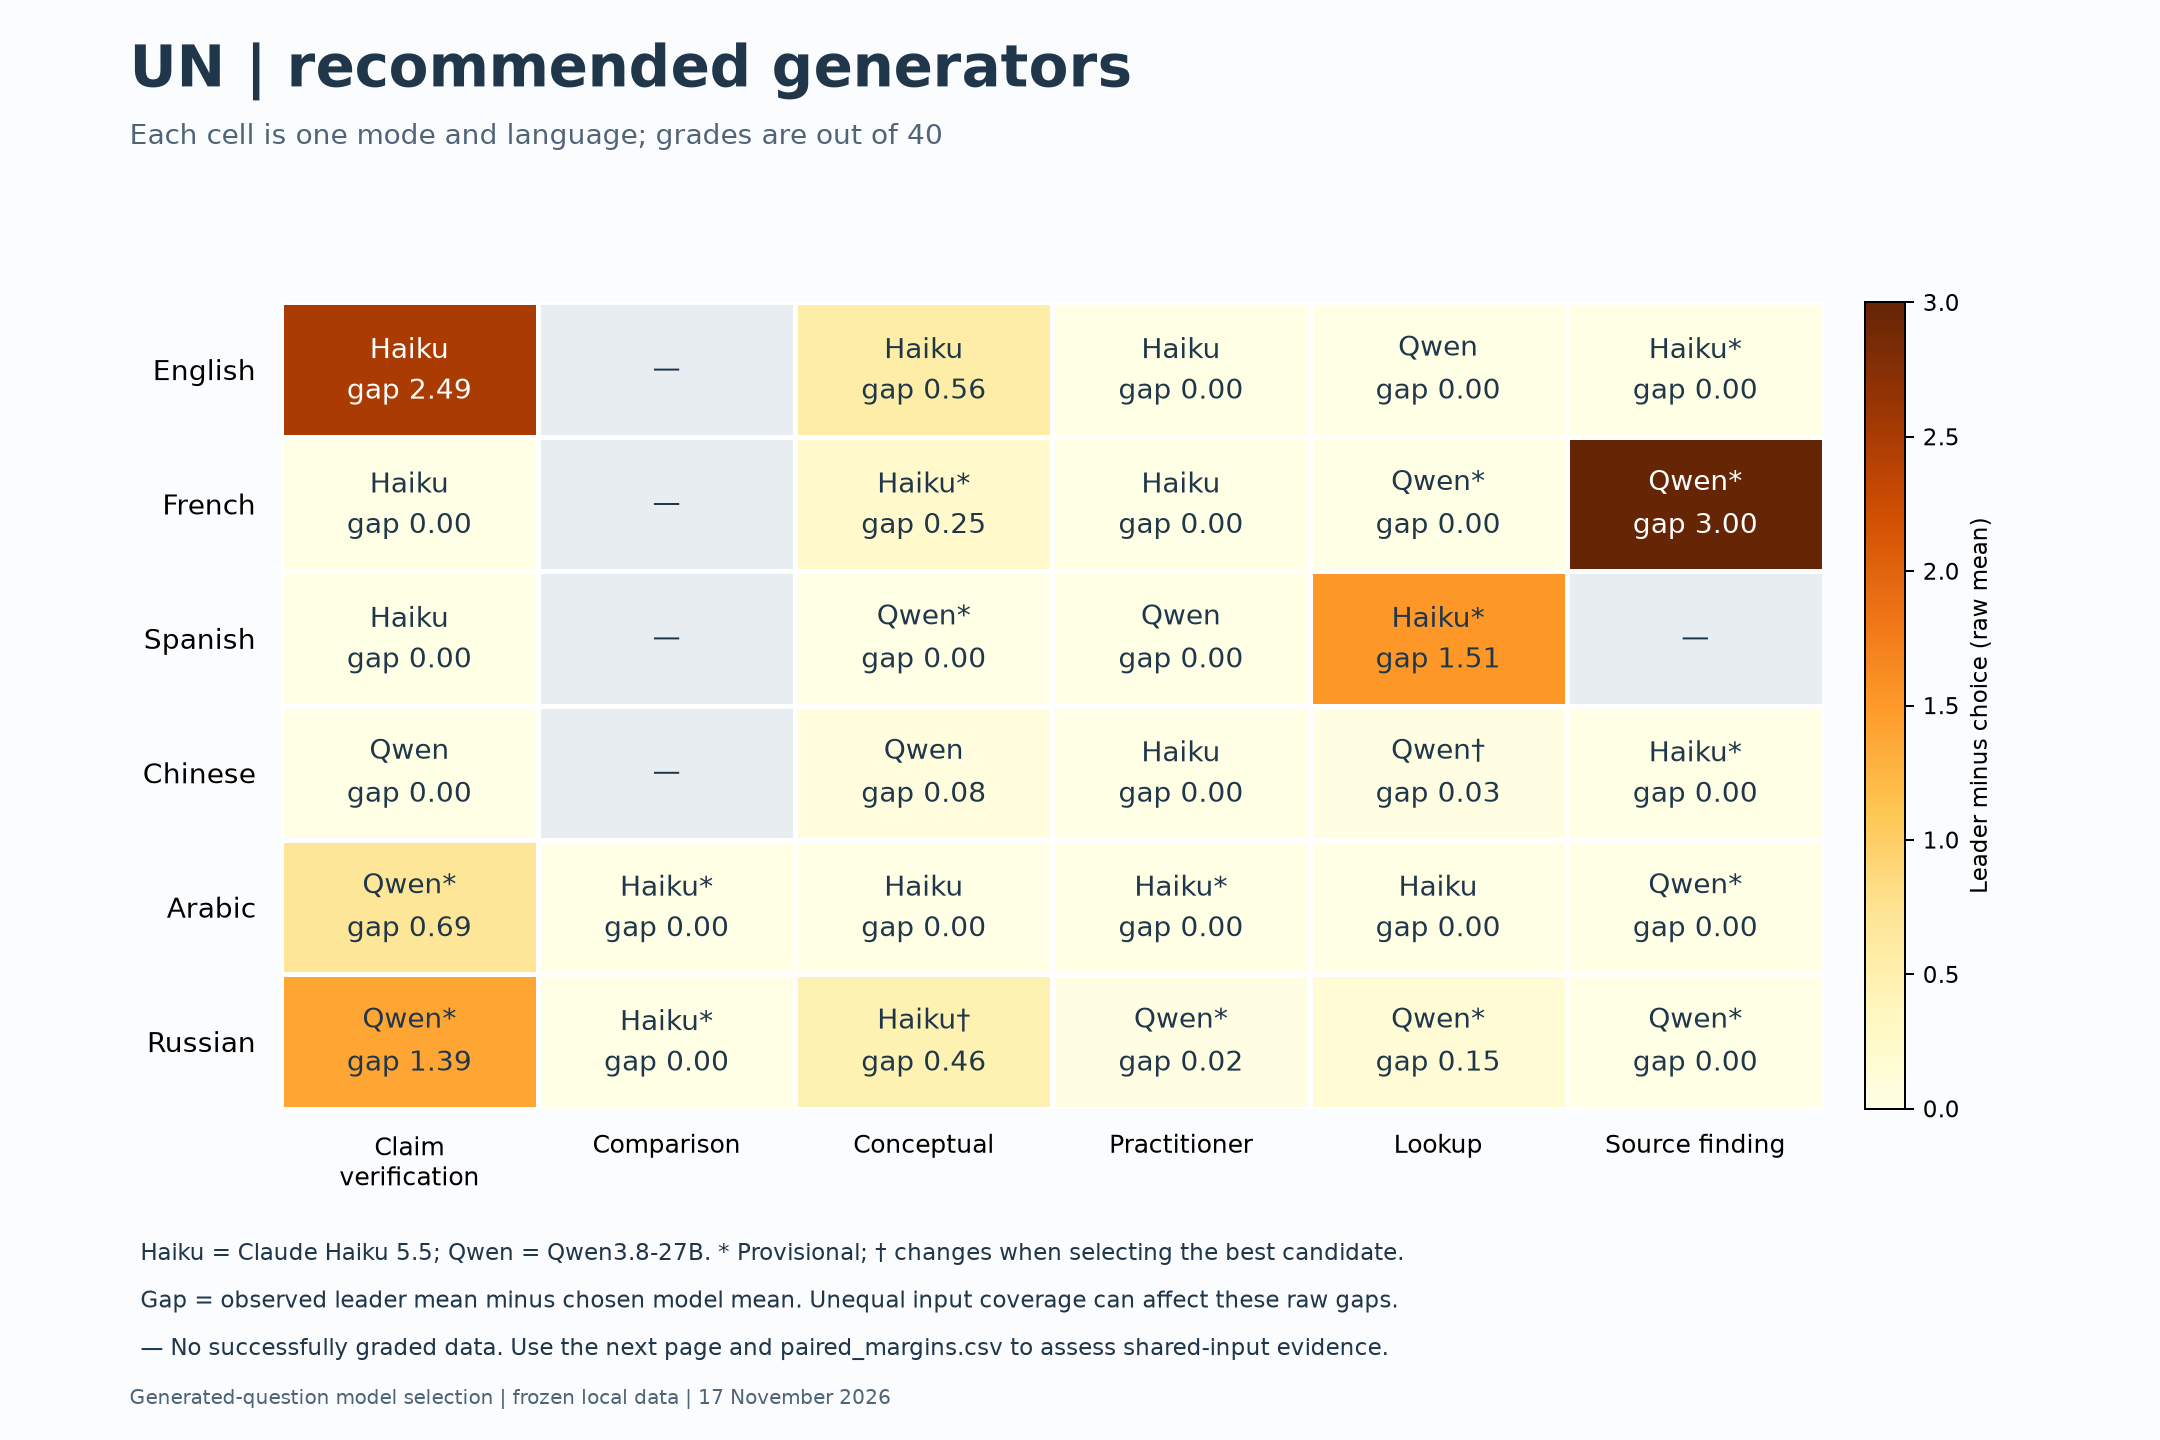 UN | recommended generators
Each cell is one mode and language; grades are out of 40
English
Haiku
gap 2.49
—
Haiku
gap 0.56
Haiku
gap 0.00
Qwen
gap 0.00
Haiku*
gap 0.00
French
Haiku
gap 0.00
—
Haiku*
gap 0.25
Haiku
gap 0.00
Qwen*
gap 0.00
Qwen*
gap 3.00
Spanish
Haiku
gap 0.00
—
Qwen*
gap 0.00
Qwen
gap 0.00
Haiku*
gap 1.51
—
Chinese
Qwen
gap 0.00
—
Qwen
gap 0.08
Haiku
gap 0.00
Qwen†
gap 0.03
Haiku*
gap 0.00
Arabic
Qwen*
gap 0.69
Haiku*
gap 0.00
Haiku
gap 0.00
Haiku*
gap 0.00
Haiku
gap 0.00
Qwen*
gap 0.00
Russian
Qwen*
gap 1.39
Haiku*
gap 0.00
Haiku†
gap 0.46
Qwen*
gap 0.02
Qwen*
gap 0.15
Qwen*
gap 0.00
Claim
verification
Comparison
Conceptual
Practitioner
Lookup
Source finding
3.0
2.5
2.0
1.5
1.0
0.5
0.0
Leader minus choice (raw mean)
Haiku = Claude Haiku 5.5; Qwen = Qwen3.8-27B. * Provisional; † changes when selecting the best candidate.
Gap = observed leader mean minus chosen model mean. Unequal input coverage can affect these raw gaps.
— No successfully graded data. Use the next page and paired_margins.csv to assess shared-input evidence.
Generated-question model selection | frozen local data | 17 November 2026